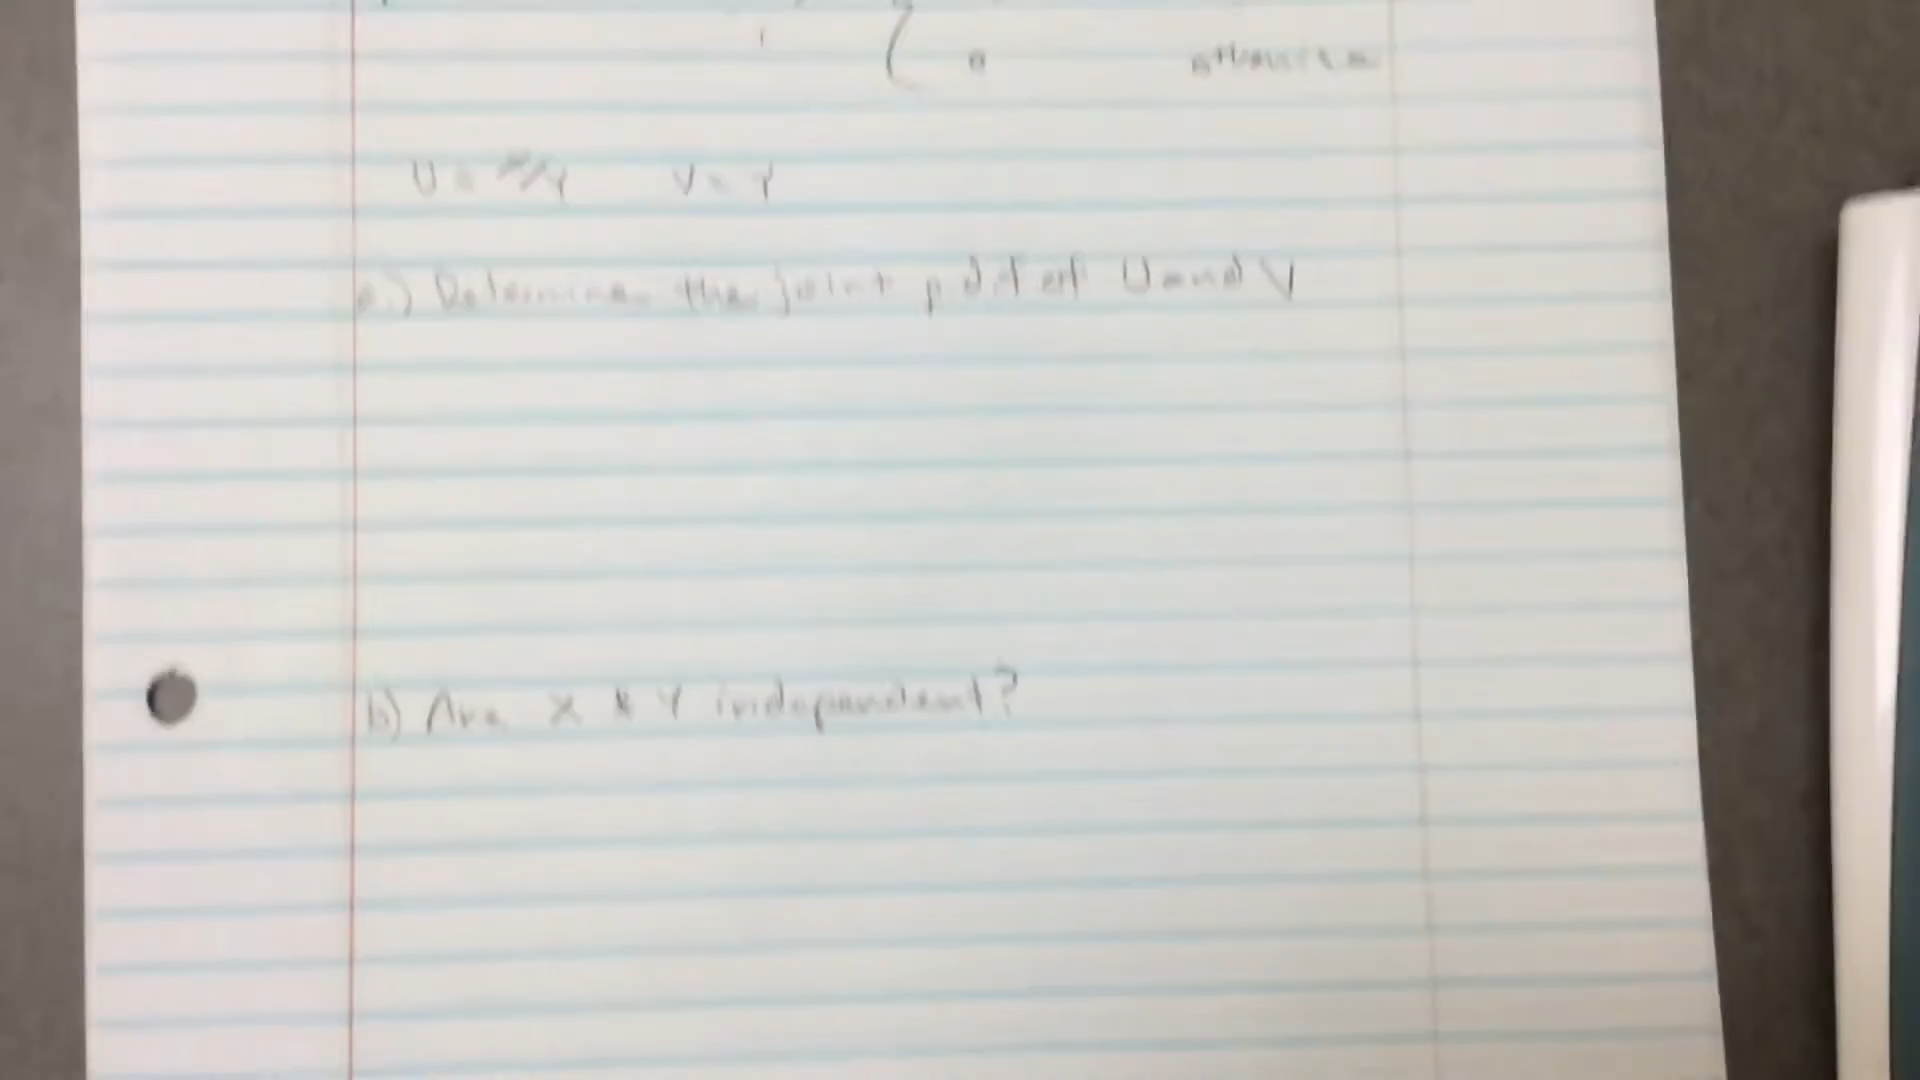 0 otherwise
U = X/Y V = Y
a.) Determine the joint pdf of U and V
b) Are X & Y independent?